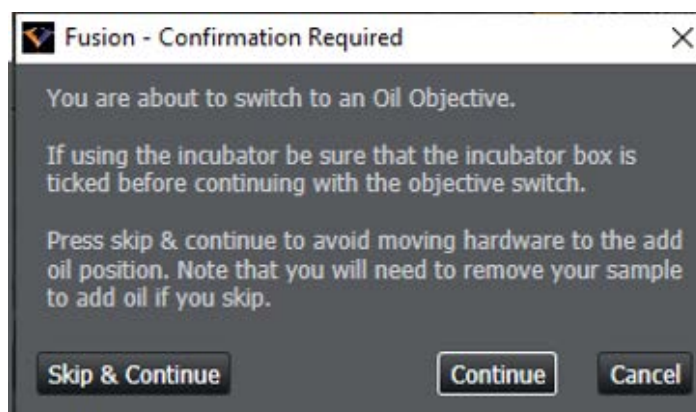 Fusion - Confirmation Required
You are about to switch to an Oil Objective.
If using the incubator be sure that the incubator box is
ticked before continuing with the objective switch.
Press skip & continue to avoid moving hardware to the add
oil position. Note that you will need to remove your sample
to add oil if you skip.
Skip & Continue Continue Cancel